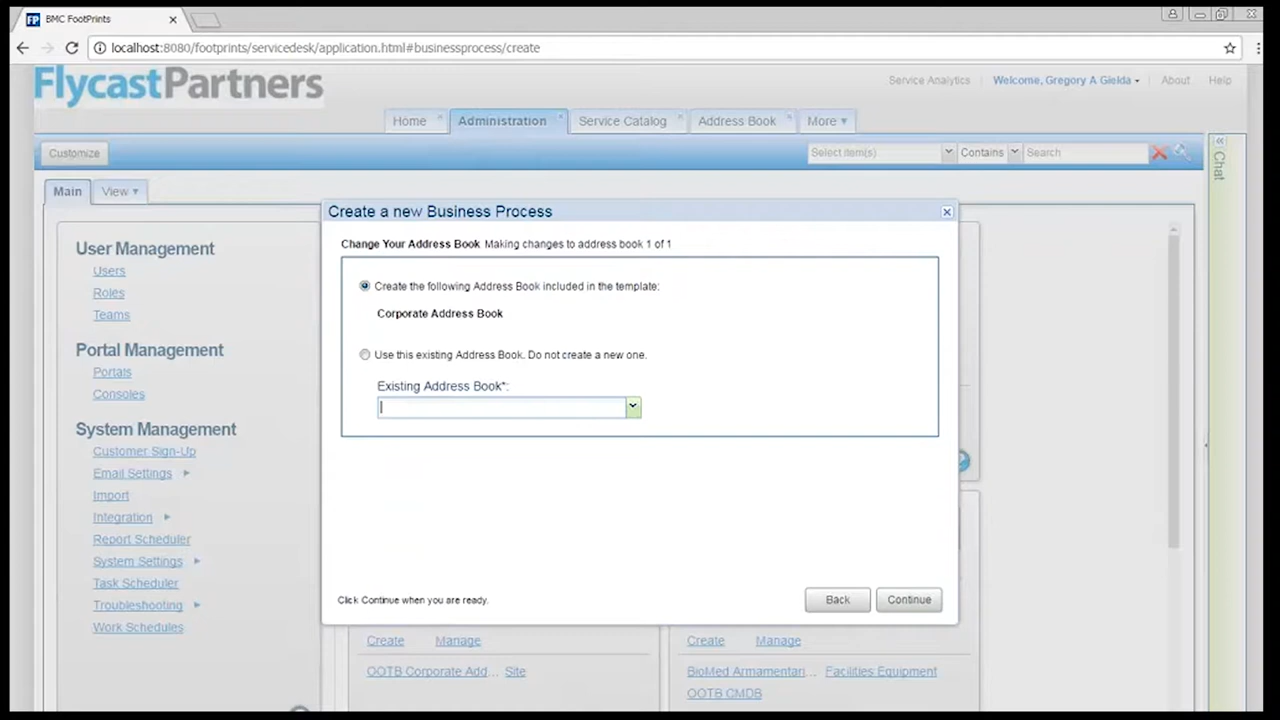 BMC FootPrints
localhost:8080/footprints/servicedesk/application.html#businessprocess/create
FlycastPartners
Service Analytics Welcome, Gregory A Gielda About Help
Home Administration Service Catalog Address Book More
Customize Select item(s) Contains Search
Chat
Main View
Create a new Business Process
Change Your Address Book Making changes to address book 1 of 1
Create the following Address Book included in the template:
Corporate Address Book
Use this existing Address Book. Do not create a new one.
Existing Address Book*:
Click Continue when you are ready. Back Continue
User Management
Users
Roles
Teams
Portal Management
Portals
Consoles
System Management
Customer Sign-Up
Email Settings
Import
Integration
Report Scheduler
System Settings
Task Scheduler
Troubleshooting
Work Schedules
Create Manage
OOTB Corporate Add... Site
Create Manage
BioMed Armamentari... Facilities Equipment
OOTB CMDB